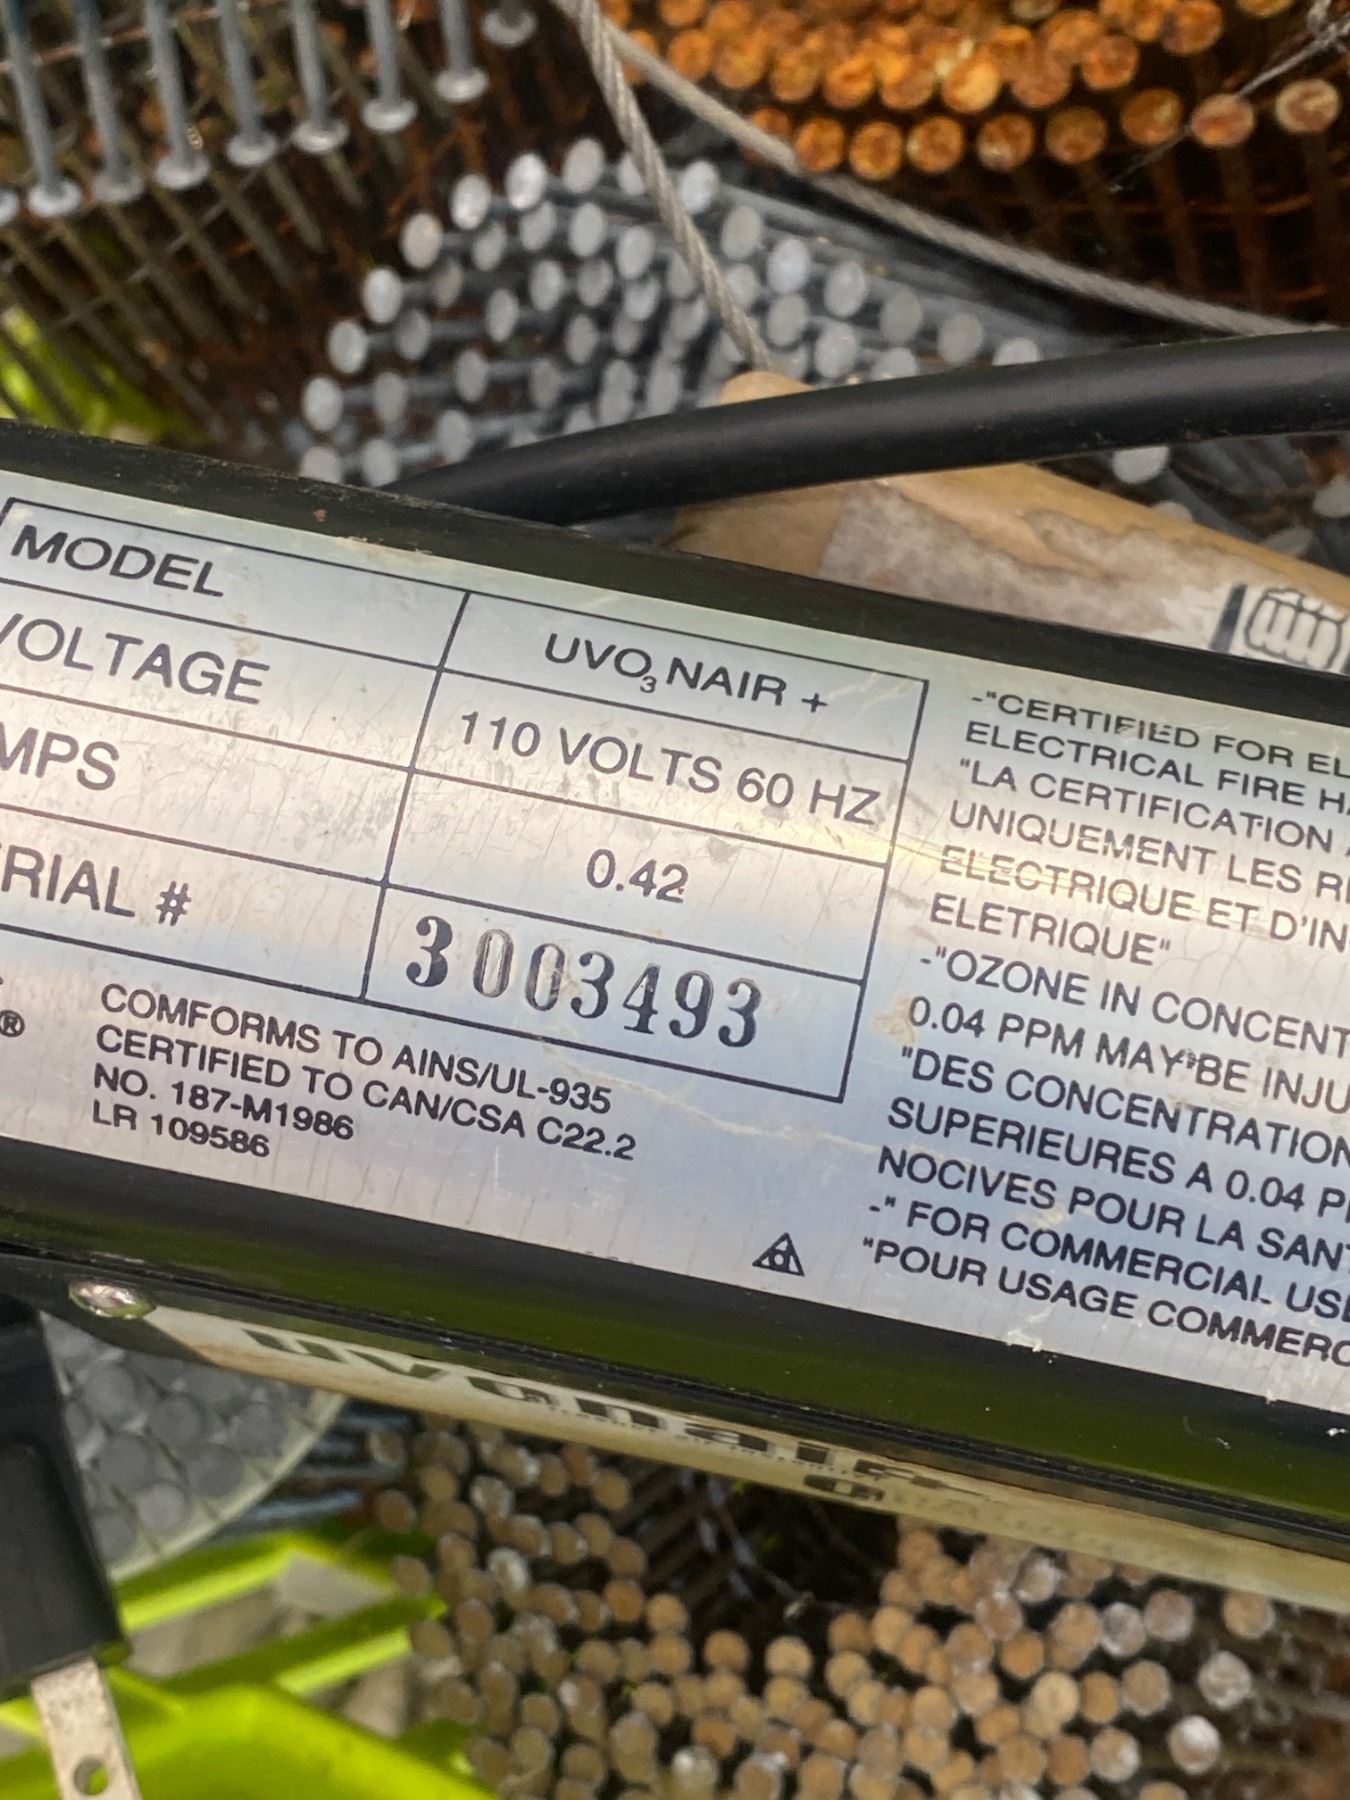 MODEL
UVO₃NAIR +
VOLTAGE
110 VOLTS 60 HZ
MPS
0.42
ERIAL #
3003493
®
COMFORMS TO AINS/UL-935
CERTIFIED TO CAN/CSA C22.2
NO. 187-M1986
LR 109586
-"CERTIFIED FOR EL
ELECTRICAL FIRE HA
"LA CERTIFICATION A
UNIQUEMENT LES RI
ELECTRIQUE ET D'IN
ELETRIQUE"
-"OZONE IN CONCENT
0.04 PPM MAY BE INJU
"DES CONCENTRATION
SUPERIEURES A 0.04 P
NOCIVES POUR LA SANT
-" FOR COMMERCIAL USE
"POUR USAGE COMMERC
uvonair